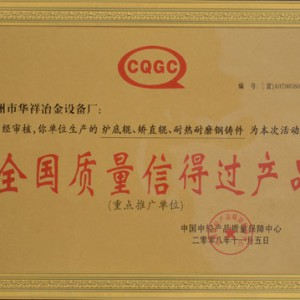 CQGC
州市华祥冶金设备厂:
经审核,你单位生产的 炉底辊、矫直辊、耐热耐磨钢铸件 为本次活动
全国质量信得过产品
(重点推广单位)
中国中轻产品质量保障中心
二零零八年十一月五日